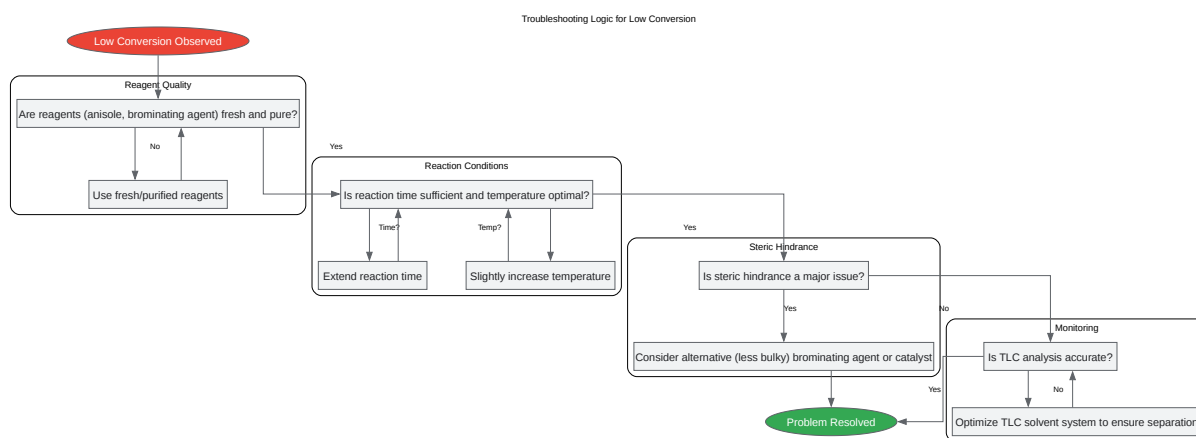 Troubleshooting Logic for Low Conversion
Low Conversion Observed
Reagent Quality
Are reagents (anisole, brominating agent) fresh and pure?
No
Yes
Use fresh/purified reagents
Reaction Conditions
Is reaction time sufficient and temperature optimal?
Time?
Temp?
Yes
Extend reaction time
Slightly increase temperature
Steric Hindrance
Is steric hindrance a major issue?
Yes
No
Consider alternative (less bulky) brominating agent or catalyst
Monitoring
Is TLC analysis accurate?
Yes
No
Problem Resolved
Optimize TLC solvent system to ensure separation